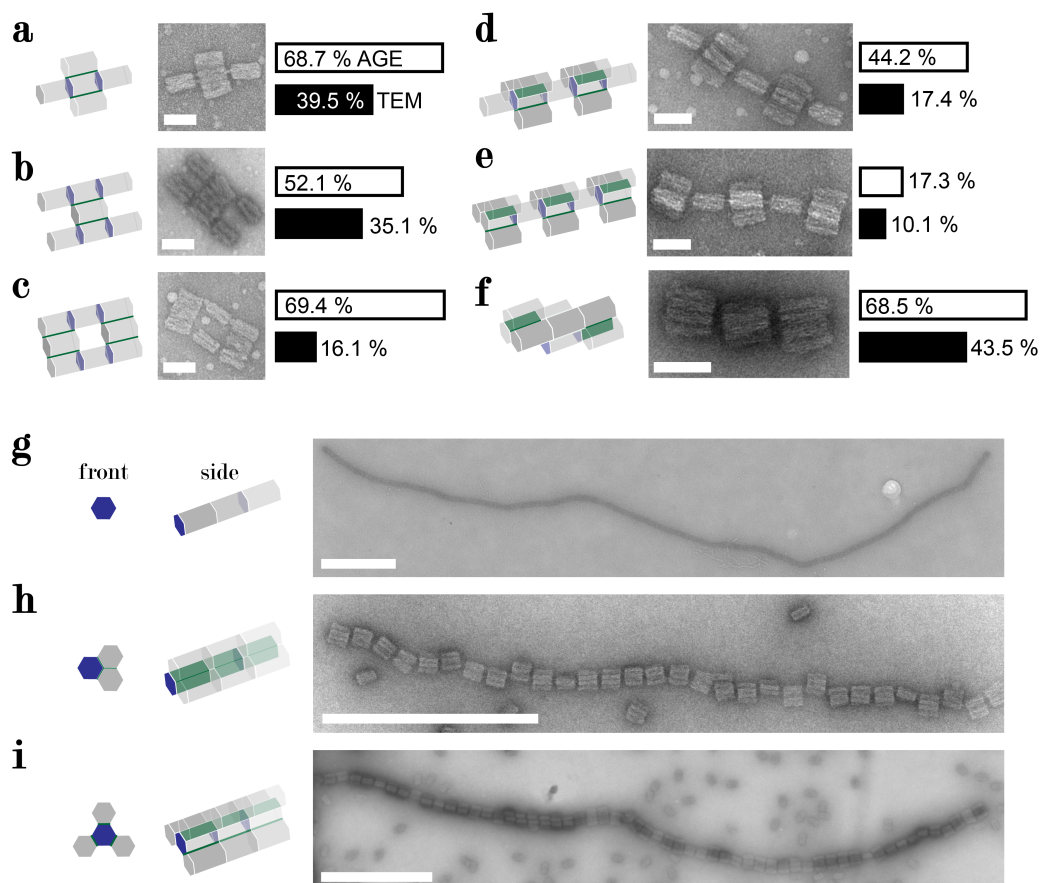 a
68.7 % AGE
39.5 % TEM
b
52.1 %
35.1 %
c
69.4 %
16.1 %
d
44.2 %
17.4 %
e
17.3 %
10.1 %
f
68.5 %
43.5 %
g
front side
h
i